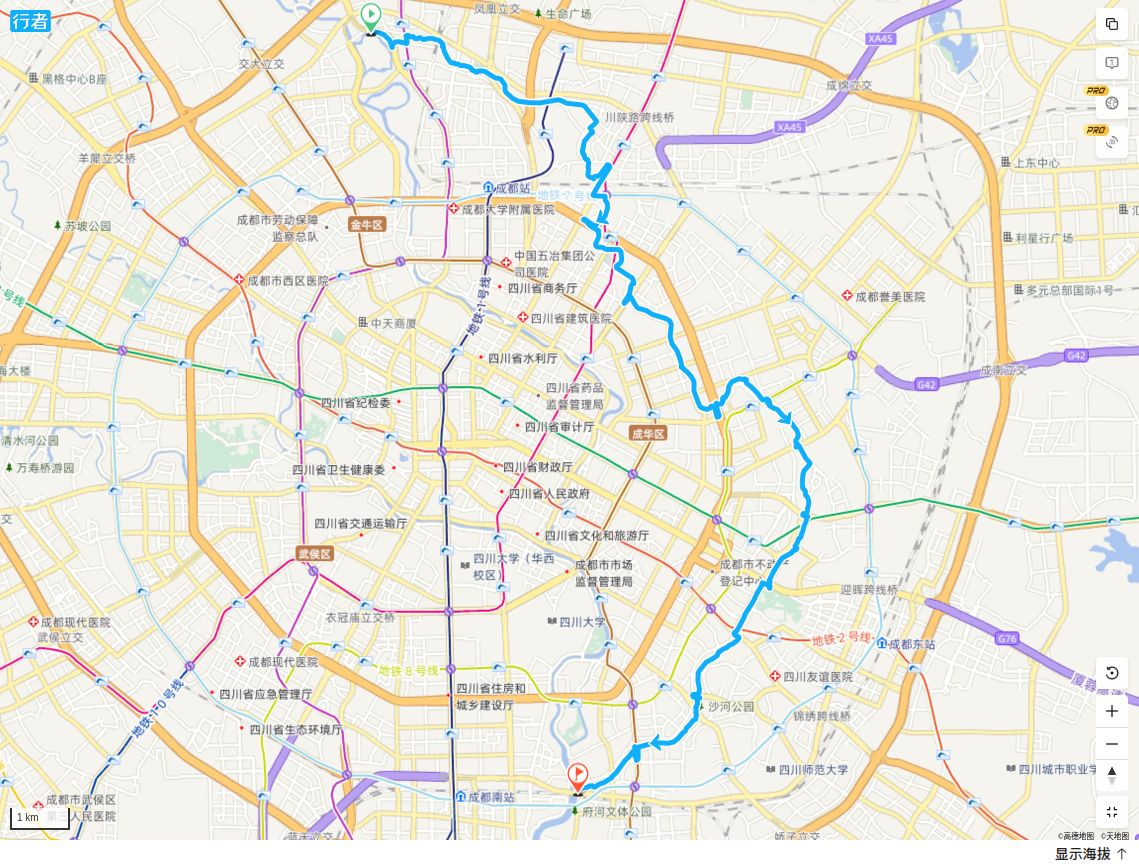 行者
凤凰立交
生命广场
XA45
交大立交
黑格中心B座
成绵立交
PRO
川陕路跨线桥
XA45
PRO
羊犀立交桥
上东中心
成都站
地铁·7号线
成都大学附属医院
成都市劳动保障
监察总队
金牛区
苏坡公园
汇
利星行广场
中国五冶集团公
司医院
成都市西区医院
四川省商务厅
多元总部国际1号
号线
成都誉美医院
地铁·1号线
中天商厦
四川省建筑医院
四川省水利厅
G42
海大楼
成南立交
G42
四川省药品
监督管理局
四川省纪检委
四川省审计厅
成华区
清水河公园
万寿桥游园
四川省卫生健康委
四川省财政厅
四川省人民政府
交
四川省交通运输厅
四川省文化和旅游厅
武侯区
四川大学（华西
校区）
成都市市场
监督管理局
成都市不动产
登记中心
迎晖跨线桥
衣冠庙立交桥
四川大学
成都现代医院
武侯立交
G76
地铁·2号线
成都东站
成都现代医院
地铁8号线
四川友谊医院
厦蓉高速
四川省应急管理厅
四川省住房和
城乡建设厅
沙河公园
锦绣跨线桥
地铁·10号线
四川省生态环境厅
四川师范大学
四川城市职业学
成都南站
成都市武侯区
第三人民医院
府河文体公园
1 km
蓝天立交
娇子立交
©高德地图 ©天地图
显示海拔 ↑